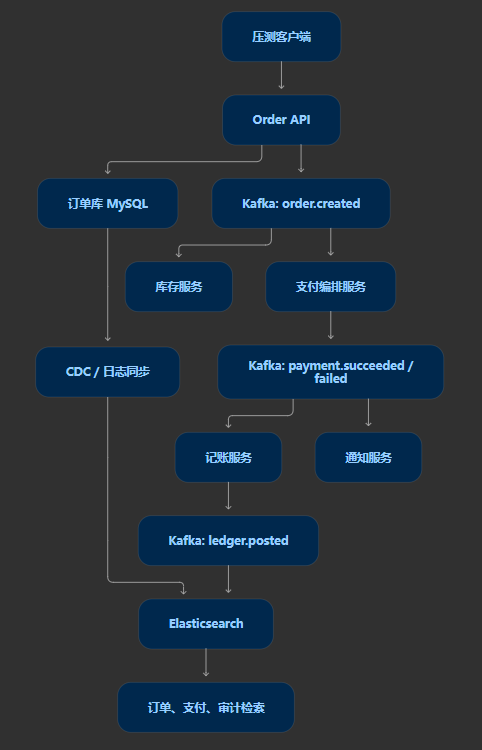 压测客户端
Order API
订单库 MySQL
Kafka: order.created
库存服务
支付编排服务
CDC / 日志同步
Kafka: payment.succeeded /
failed
记账服务
通知服务
Kafka: ledger.posted
Elasticsearch
订单、支付、审计检索